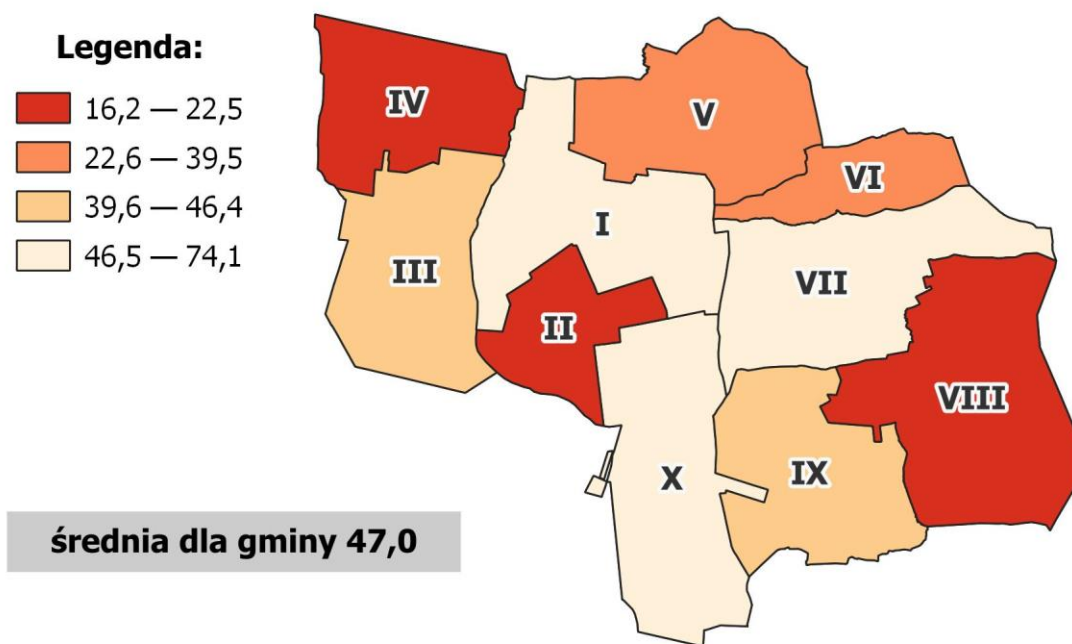 Legenda:
16,2 — 22,5
22,6 — 39,5
39,6 — 46,4
46,5 — 74,1
IV
V
VI
I
III
VII
II
VIII
IX
X
średnia dla gminy 47,0